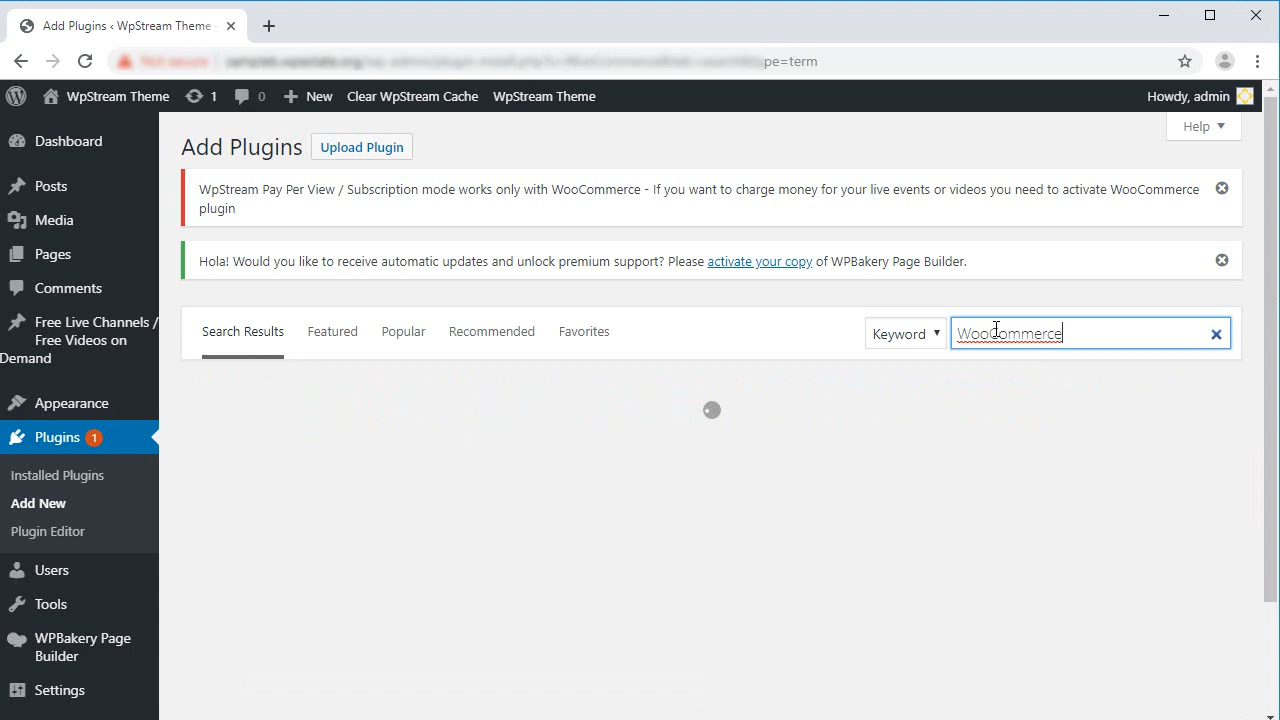 Add Plugins ‹ WpStream Theme
pe=term
WpStream Theme 1 0 New Clear WpStream Cache WpStream Theme Howdy, admin
Help
Add Plugins Upload Plugin
WpStream Pay Per View / Subscription mode works only with WooCommerce - If you want to charge money for your live events or videos you need to activate WooCommerce
plugin
Hola! Would you like to receive automatic updates and unlock premium support? Please activate your copy of WPBakery Page Builder.
Search Results Featured Popular Recommended Favorites Keyword WooCommerce
Dashboard
Posts
Media
Pages
Comments
Free Live Channels /
Free Videos on
Demand
Appearance
Plugins 1
Installed Plugins
Add New
Plugin Editor
Users
Tools
WPBakery Page
Builder
Settings